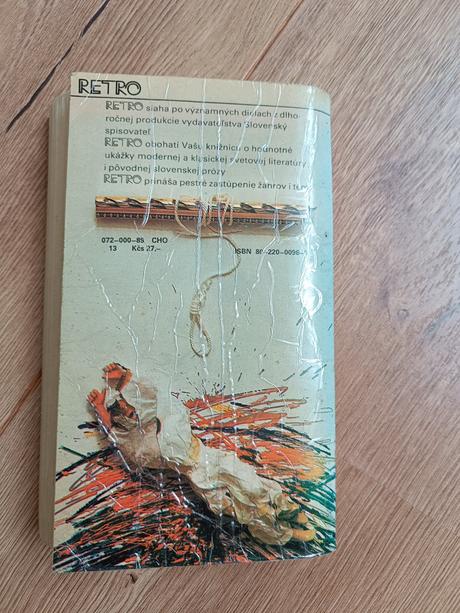 RETRO
RETRO siaha po významných dielach z dlho-
ročnej produkcie vydavateľstva Slovenský
spisovateľ
RETRO obohatí Vašu knižnicu o hodnotné
ukážky modernej a klasickej svetovej literatúry
i pôvodnej slovenskej prózy
RETRO prináša pestré zastúpenie žánrov i tém
072-000-89 CHO
13 Kčs 27,-
ISBN 80-220-0098-